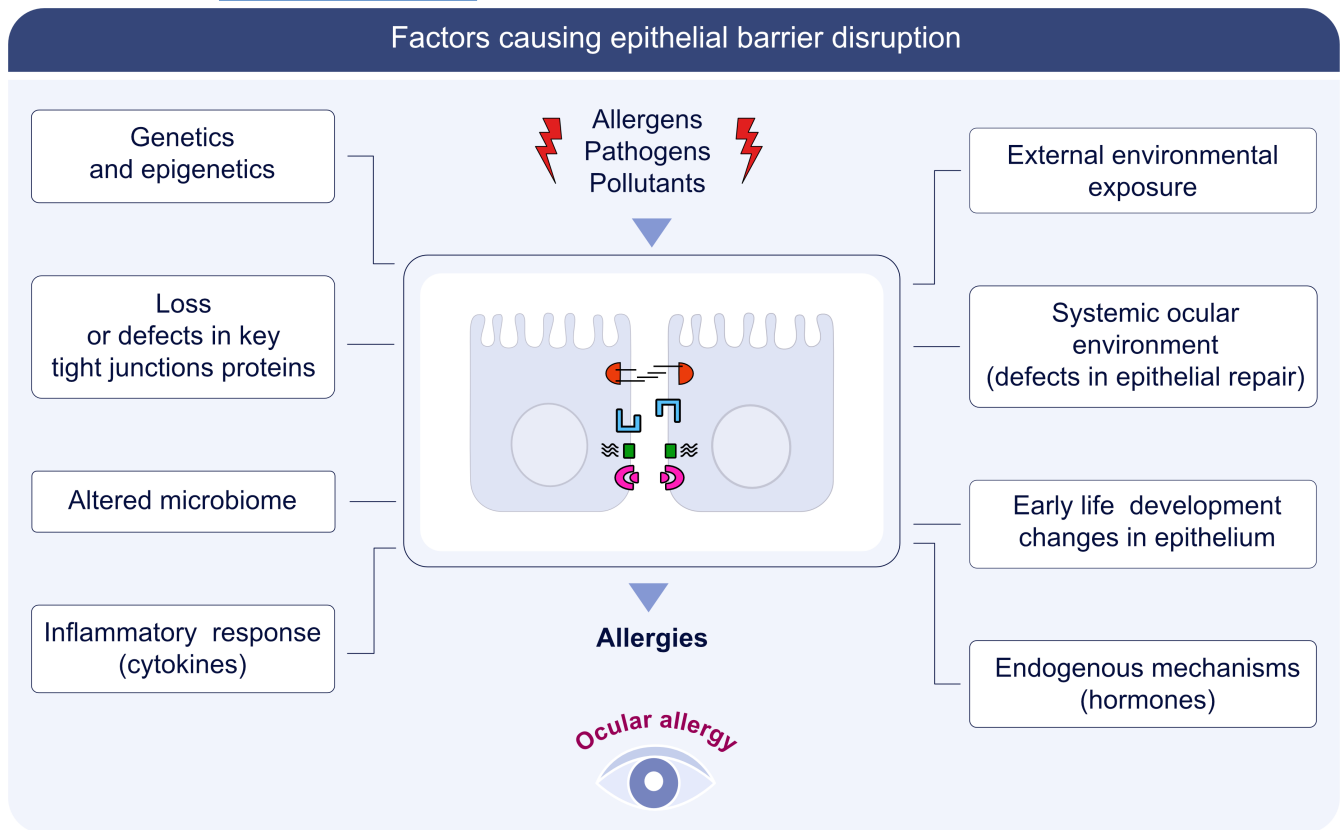 Factors causing epithelial barrier disruption
Genetics
and epigenetics
Loss
or defects in key
tight junctions proteins
Altered microbiome
Inflammatory response
(cytokines)
Allergens
Pathogens
Pollutants
Allergies
Ocular allergy
External environmental
exposure
Systemic ocular
environment
(defects in epithelial repair)
Early life development
changes in epithelium
Endogenous mechanisms
(hormones)